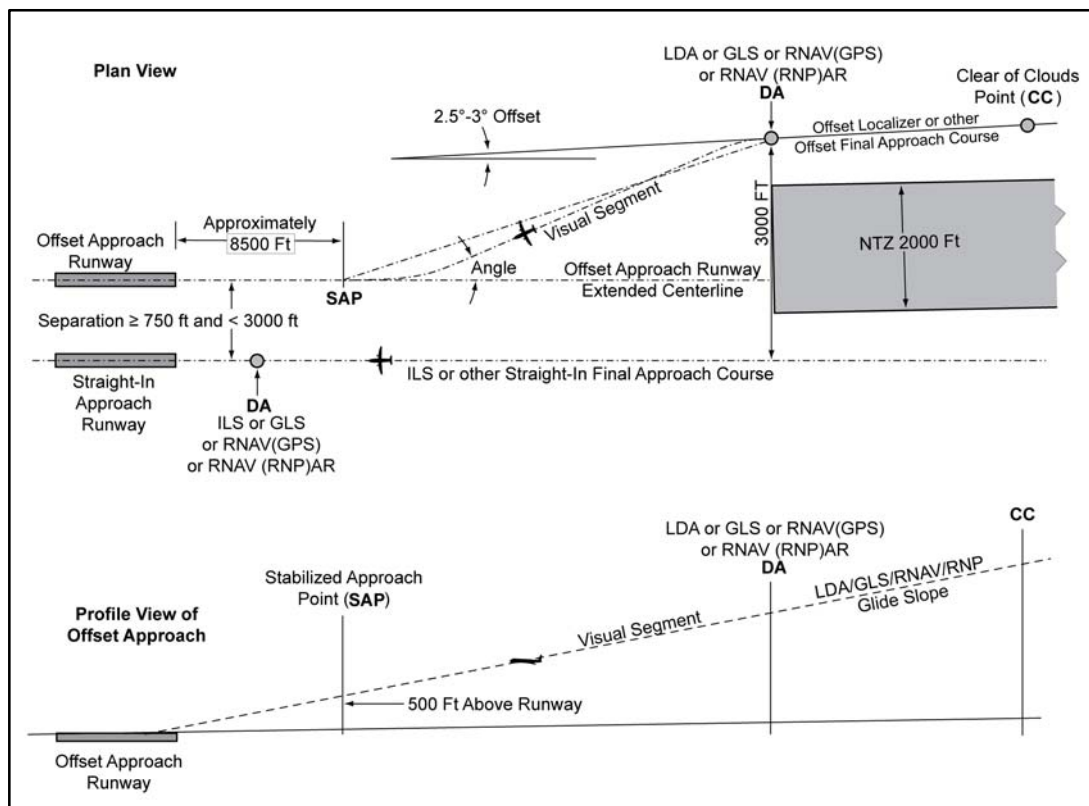 Plan View
LDA or GLS or RNAV(GPS)
or RNAV (RNP)AR
DA
Clear of Clouds
Point (CC)
2.5°-3° Offset
Offset Localizer or other
Offset Final Approach Course
Approximately
8500 Ft
Offset Approach
Runway
Visual Segment
3000 FT
NTZ 2000 Ft
Angle
SAP
Offset Approach Runway
Extended Centerline
Separation ≥ 750 ft and < 3000 ft
Straight-In
Approach
Runway
DA
ILS or GLS
or RNAV(GPS)
or RNAV (RNP)AR
ILS or other Straight-In Final Approach Course
LDA or GLS or RNAV(GPS)
or RNAV (RNP)AR
DA
CC
Stabilized Approach
Point (SAP)
Profile View of
Offset Approach
LDA/GLS/RNAV/RNP
Glide Slope
Visual Segment
500 Ft Above Runway
Offset Approach
Runway